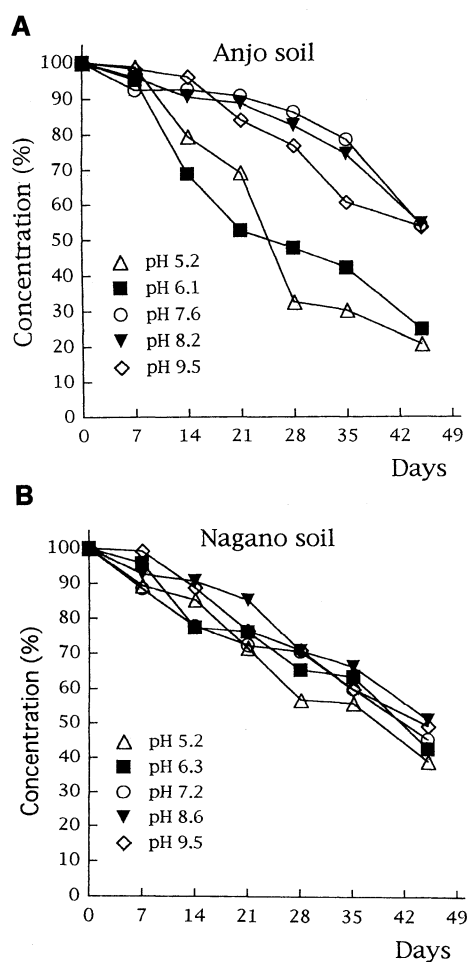 A
Anjo soil
Concentration (%)
100
90
80
70
60
50
40
30
20
10
0
△ pH 5.2
■ pH 6.1
○ pH 7.6
▼ pH 8.2
◇ pH 9.5
0 7 14 21 28 35 42 49
Days
B
Nagano soil
Concentration (%)
100
90
80
70
60
50
40
30
20
10
0
△ pH 5.2
■ pH 6.3
○ pH 7.2
▼ pH 8.6
◇ pH 9.5
0 7 14 21 28 35 42 49
Days